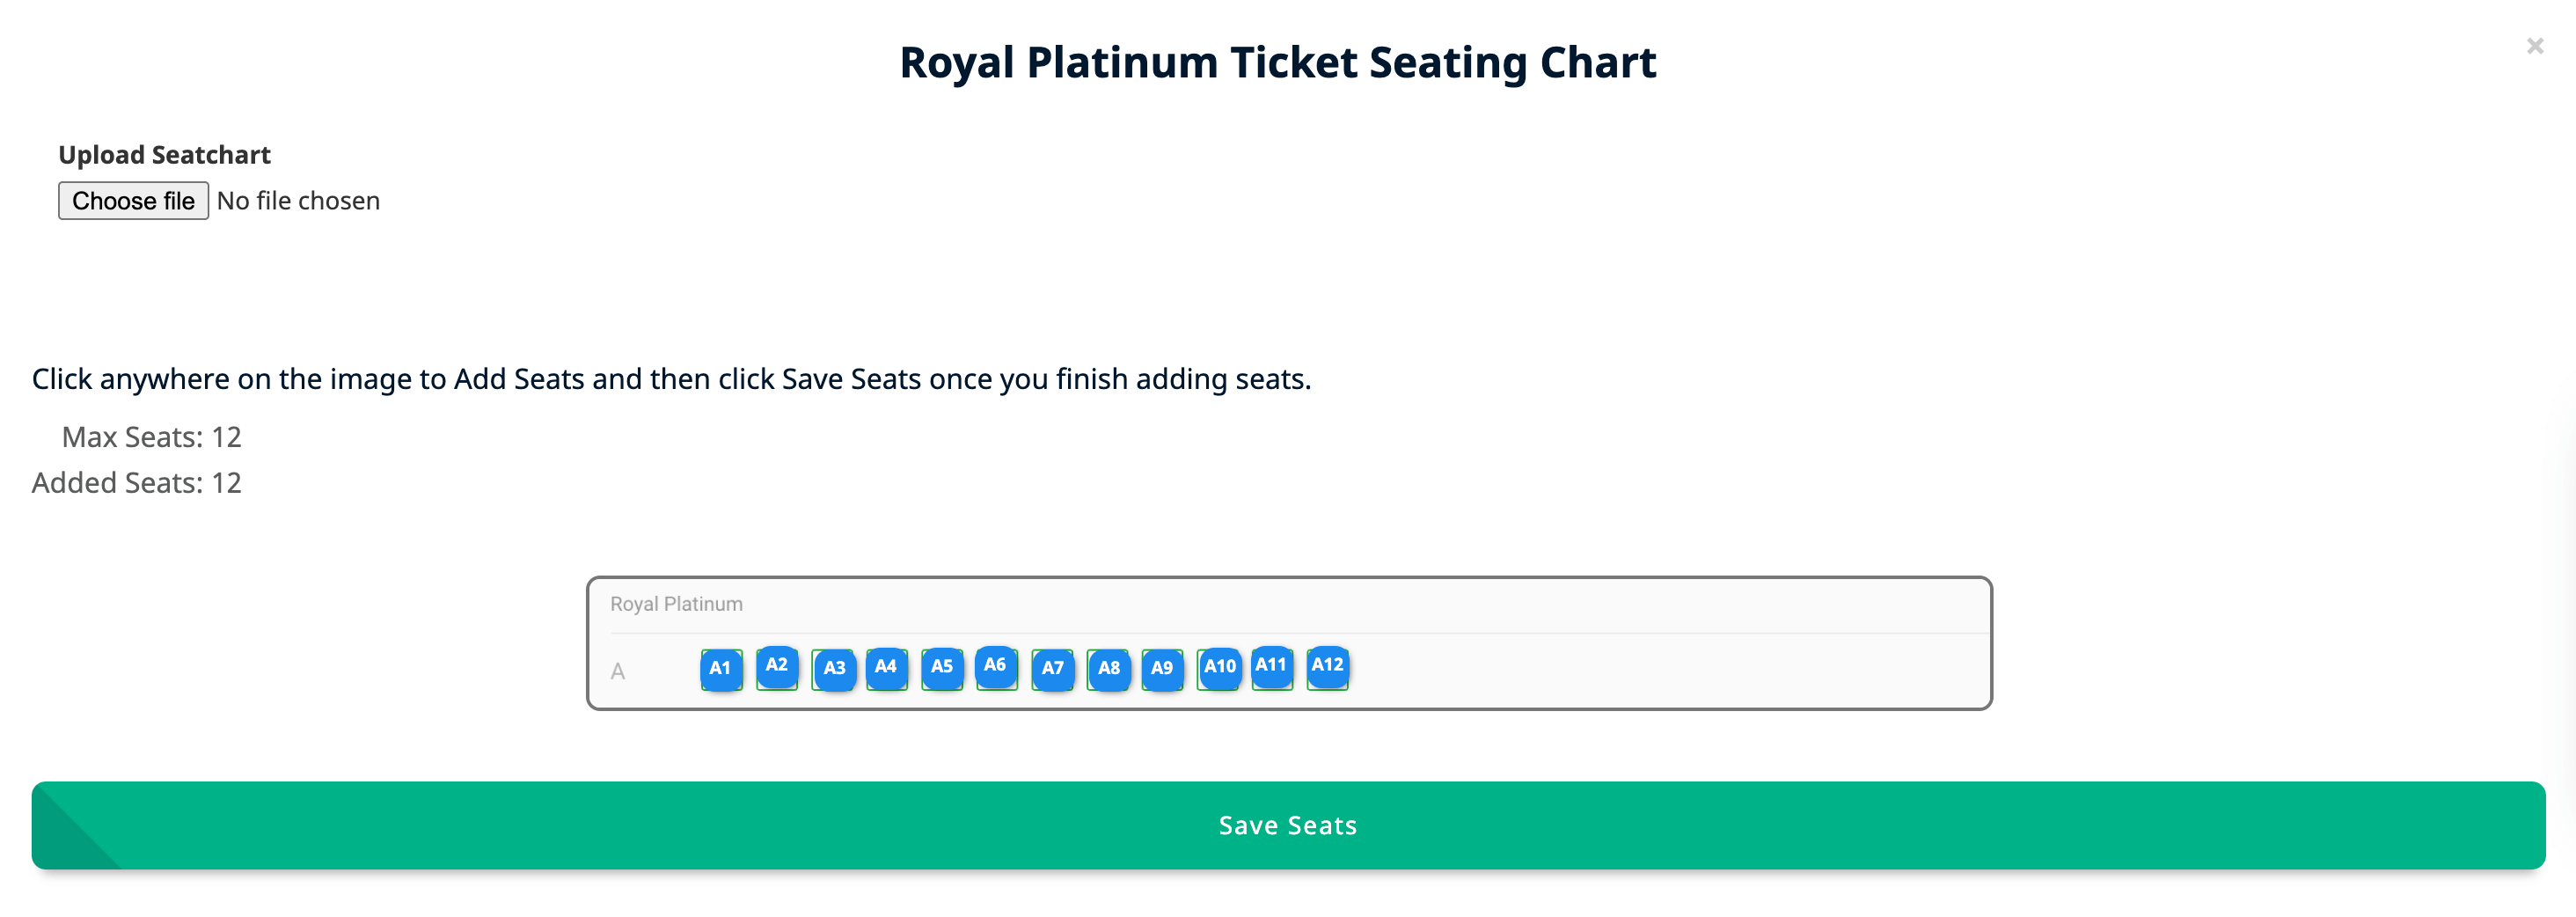 Royal Platinum Ticket Seating Chart
×
Upload Seatchart
Choose file No file chosen
Click anywhere on the image to Add Seats and then click Save Seats once you finish adding seats.
Max Seats: 12
Added Seats: 12
Royal Platinum
A A1 A2 A3 A4 A5 A6 A7 A8 A9 A10 A11 A12
Save Seats